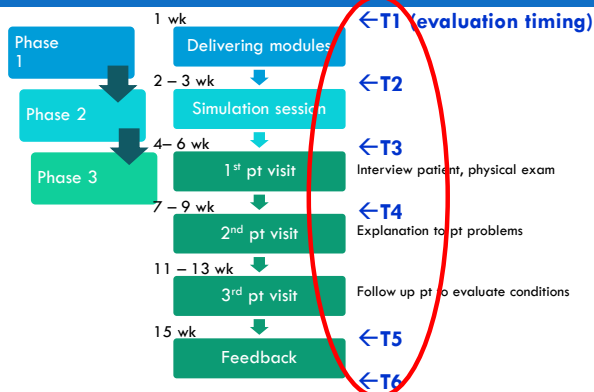 1 wk
←T1 (evaluation timing)
Phase
1
Delivering modules
2 – 3 wk
←T2
Phase 2
Simulation session
4– 6 wk
←T3
Phase 3
1st pt visit
Interview patient, physical exam
7 – 9 wk
←T4
2nd pt visit
Explanation to pt problems
11 – 13 wk
3rd pt visit
Follow up pt to evaluate conditions
15 wk
←T5
Feedback
←T6